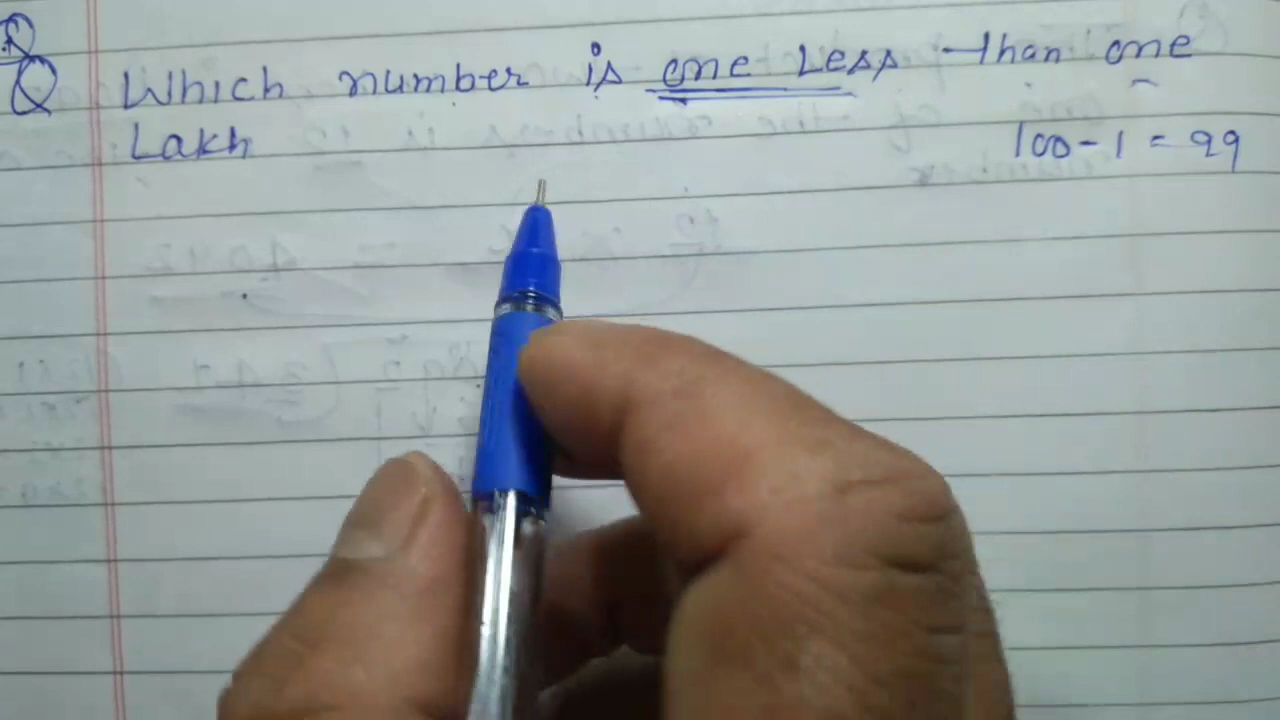 Q Which number is one Less than one
Lakh
100 - 1 = 99